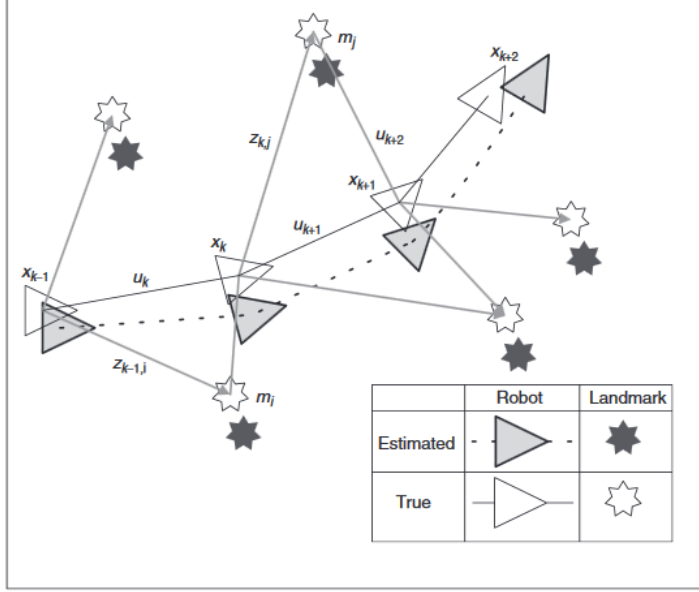 m_j
x_{k+2}
z_{k,j}
u_{k+2}
x_{k+1}
u_{k+1}
x_k
x_{k–1}
u_k
z_{k–1,i}
m_i
Robot Landmark
Estimated
True